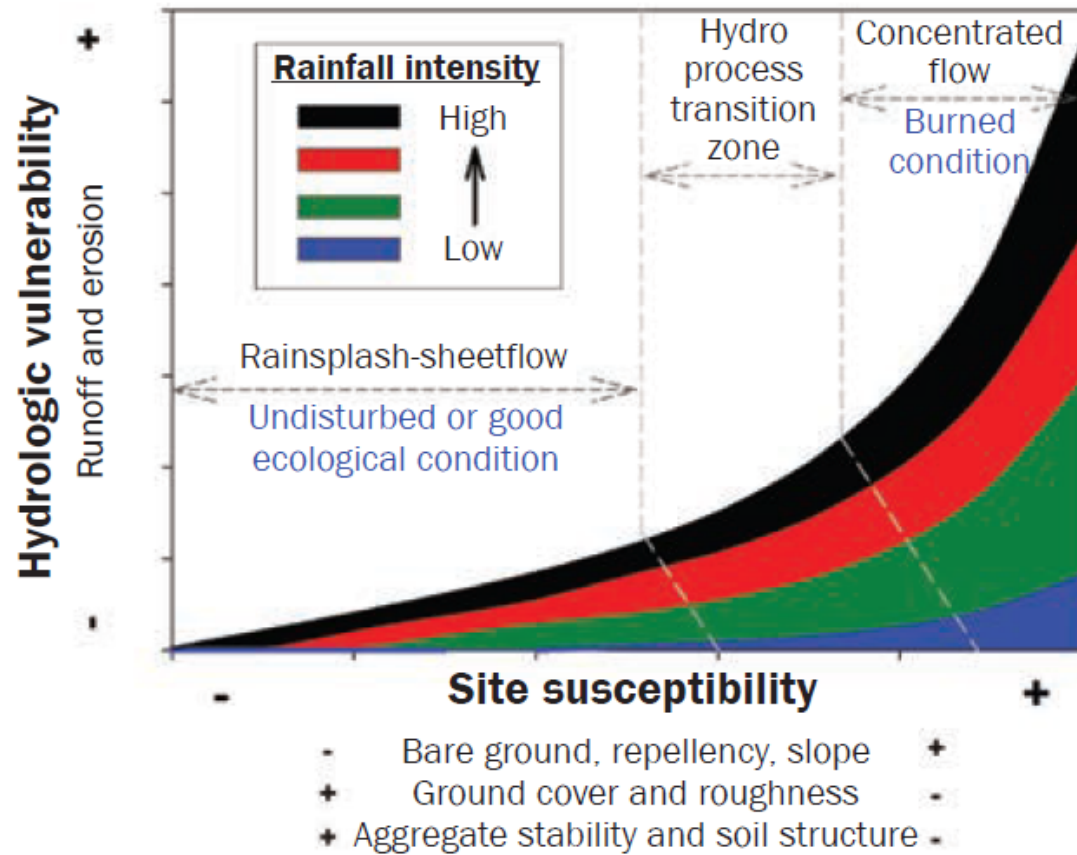 Hydrologic vulnerability
Runoff and erosion
+
-
Rainfall intensity
High
Low
Hydro
process
transition
zone
Concentrated
flow
Burned
condition
Rainsplash-sheetflow
Undisturbed or good
ecological condition
- Site susceptibility +
- Bare ground, repellency, slope +
+ Ground cover and roughness -
+ Aggregate stability and soil structure -